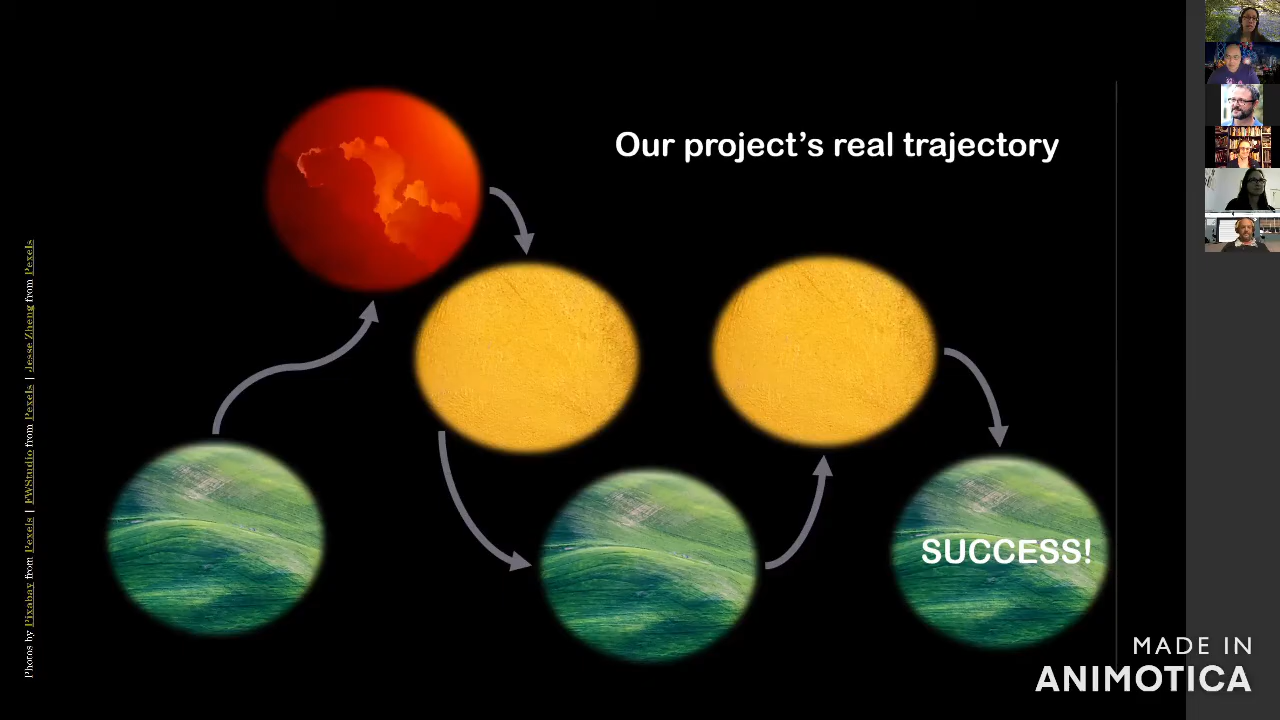 Our project's real trajectory
SUCCESS!
Photos by Pixabay from Pexels | FWStudio from Pexels | Jesse Zheng from Pexels
MADE IN
ANIMOTICA